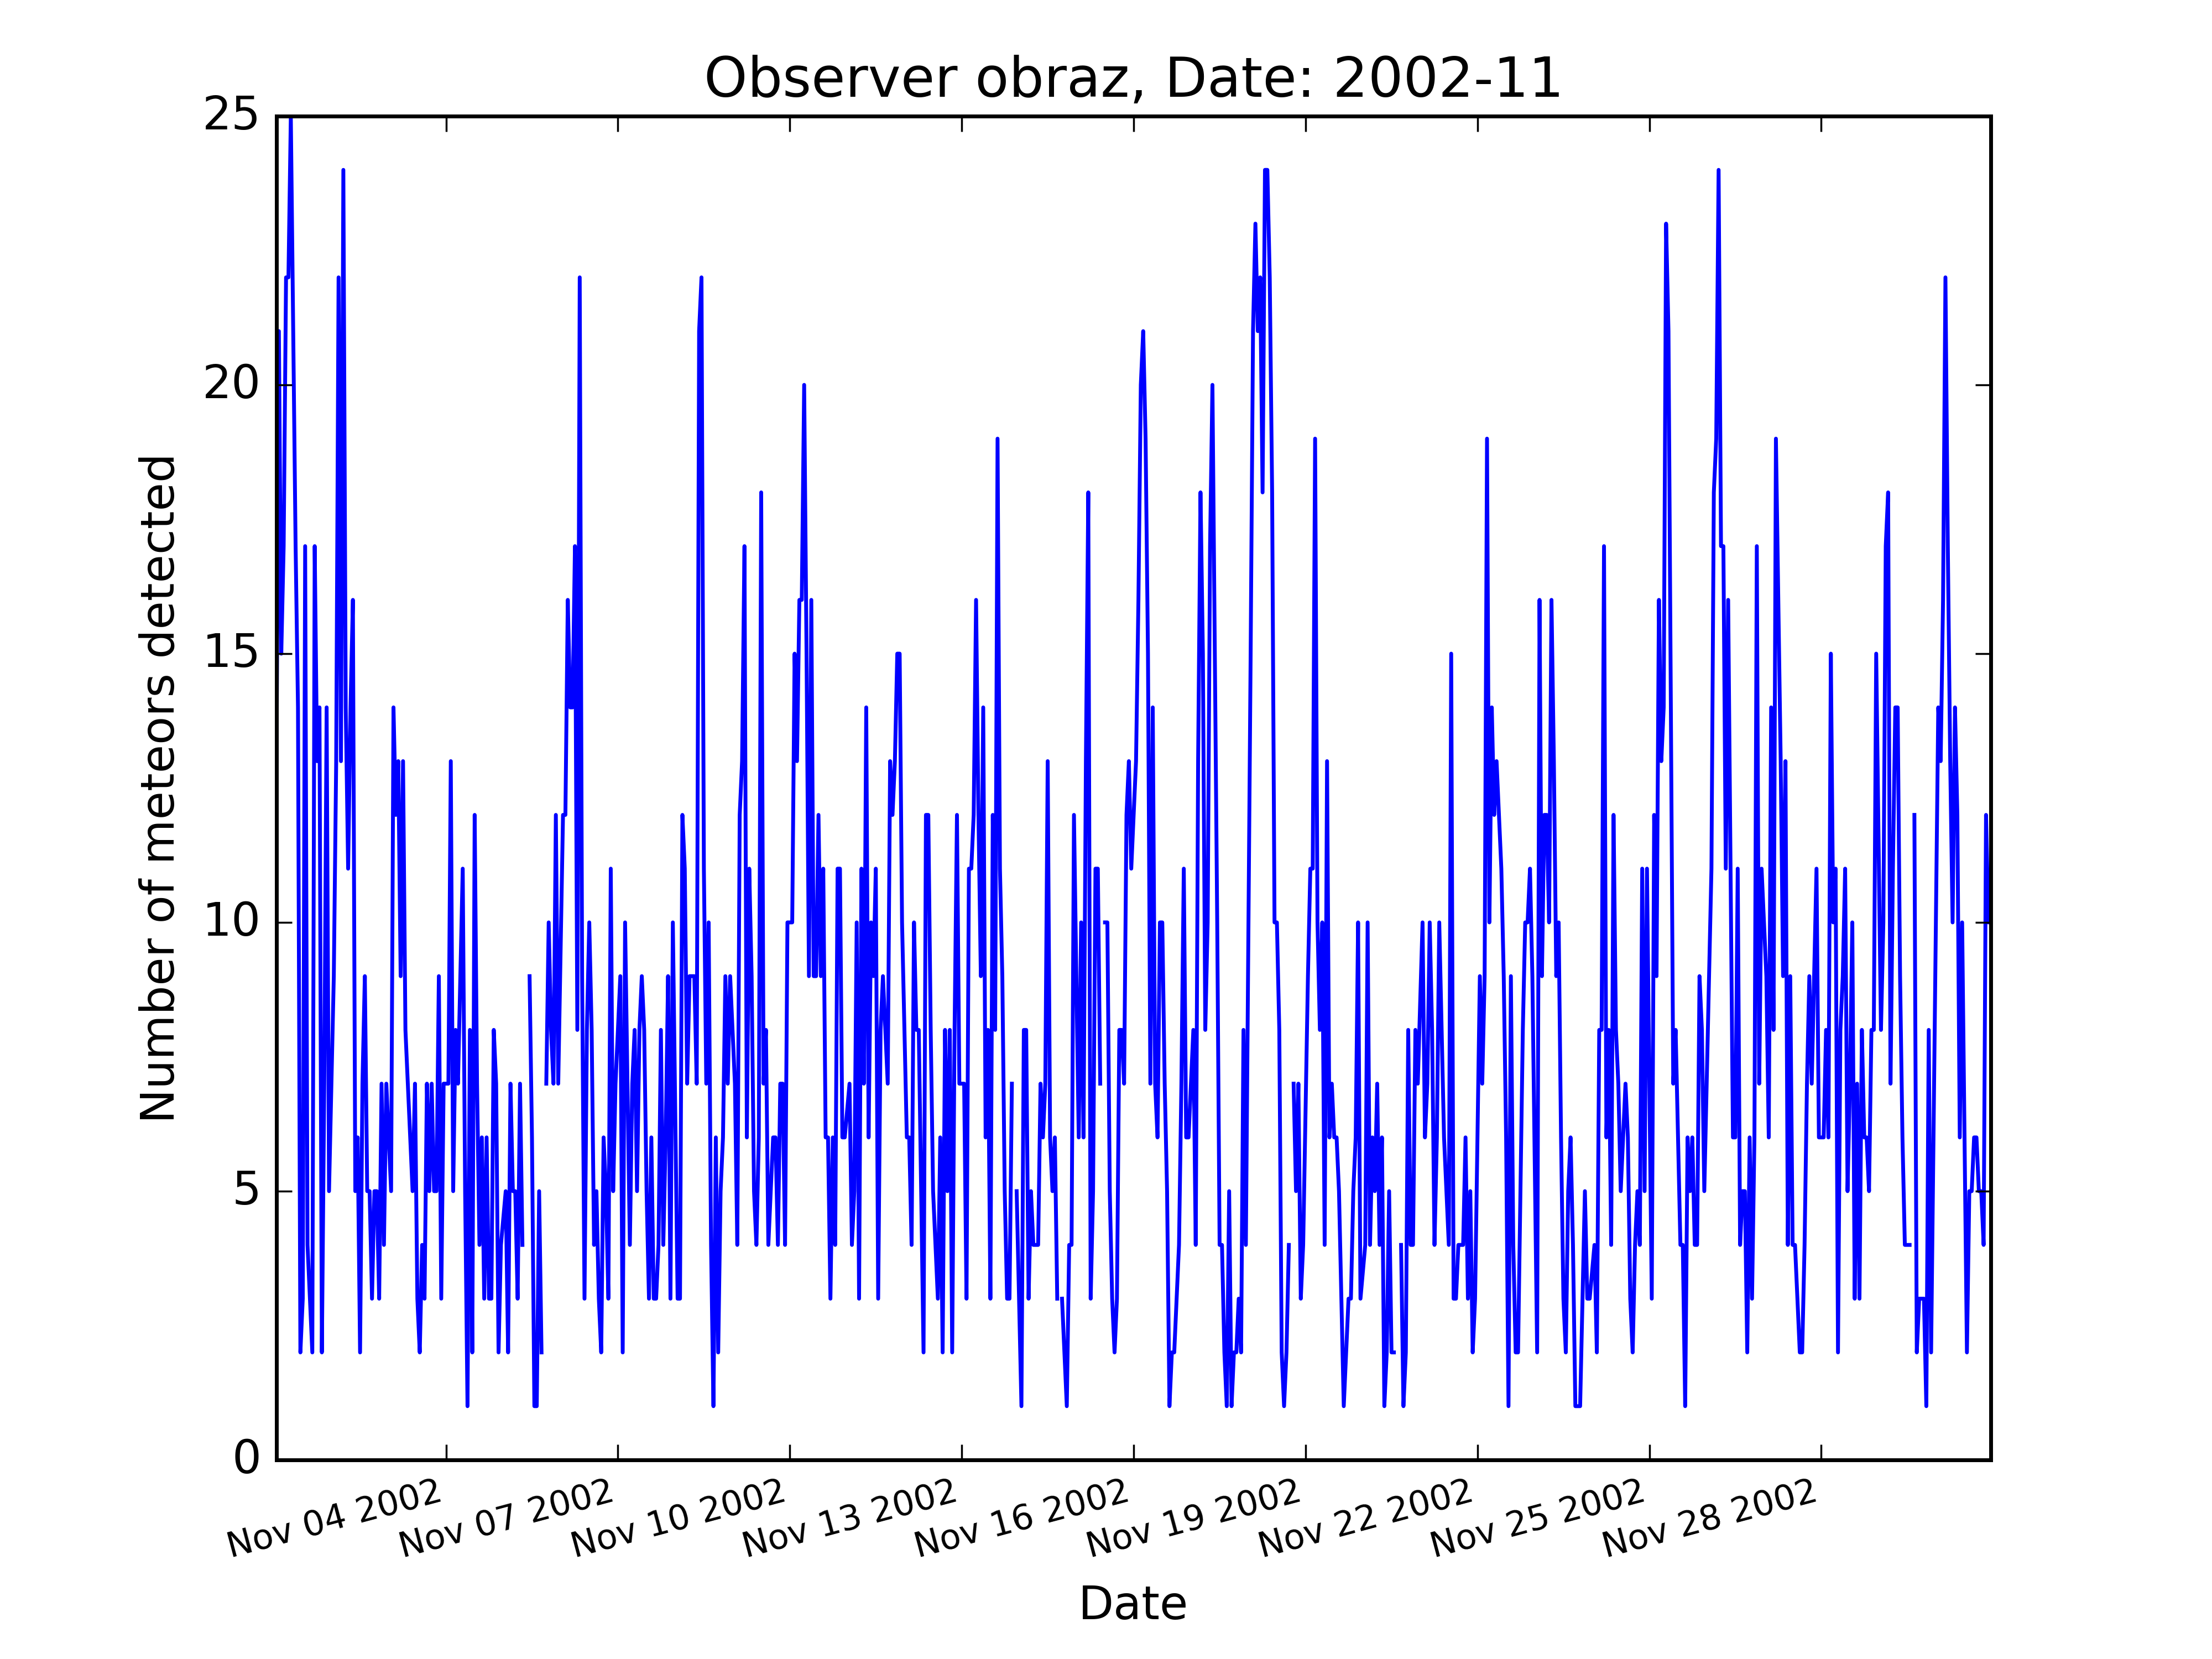 Observer obraz, Date: 2002-11
Number of meteors detected
25
20
15
10
5
0
Nov 04 2002
Nov 07 2002
Nov 10 2002
Nov 13 2002
Nov 16 2002
Nov 19 2002
Nov 22 2002
Nov 25 2002
Nov 28 2002
Date